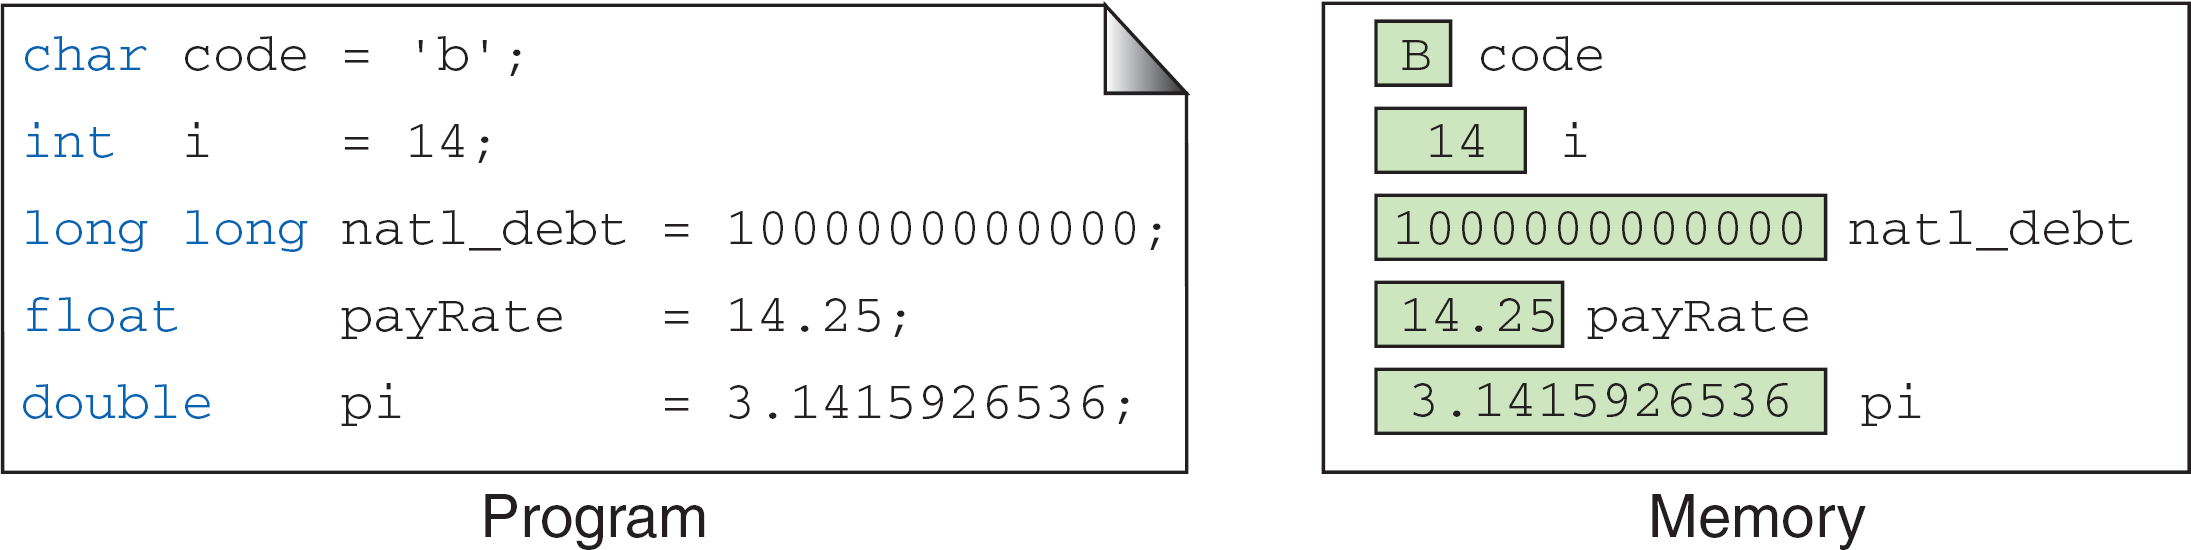 char code = 'b';
int i = 14;
long long natl_debt = 1000000000000;
float payRate = 14.25;
double pi = 3.1415926536;
Program
B code
14 i
1000000000000 natl_debt
14.25 payRate
3.1415926536 pi
Memory